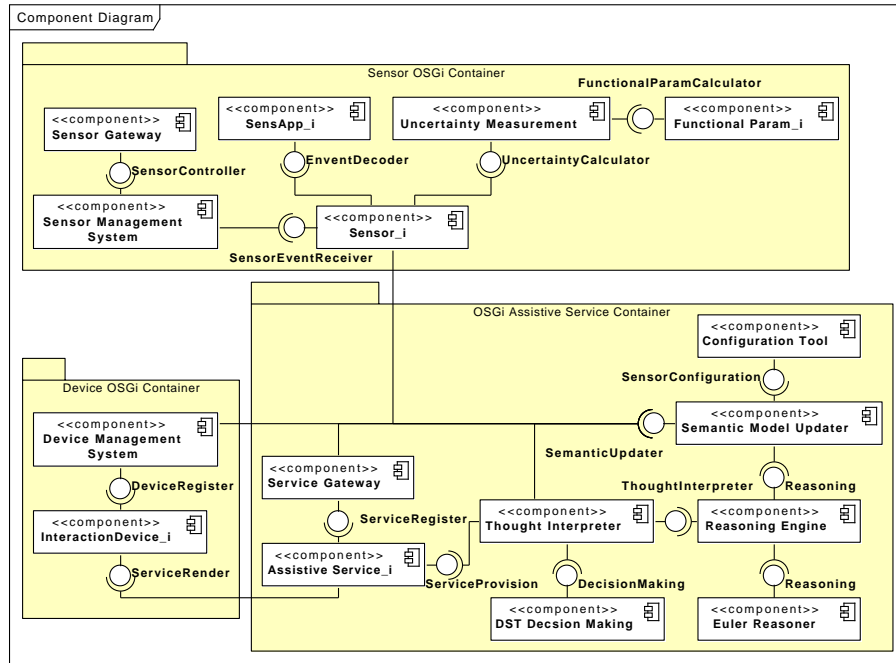 Component Diagram
Sensor OSGi Container
FunctionalParamCalculator
<<component>>
Sensor Gateway
<<component>>
SensApp_i
<<component>>
Uncertainty Measurement
<<component>>
Functional Param_i
SensorController
EnventDecoder
UncertaintyCalculator
<<component>>
Sensor Management
System
<<component>>
Sensor_i
SensorEventReceiver
OSGi Assistive Service Container
<<component>>
Configuration Tool
SensorConfiguration
Device OSGi Container
<<component>>
Device Management
System
<<component>>
Semantic Model Updater
SemanticUpdater
<<component>>
Service Gateway
DeviceRegister
ThoughtInterpreter
Reasoning
<<component>>
InteractionDevice_i
ServiceRegister
<<component>>
Thought Interpreter
<<component>>
Reasoning Engine
<<component>>
Assistive Service_i
ServiceRender
ServiceProvision
DecisionMaking
Reasoning
<<component>>
DST Decsion Making
<<component>>
Euler Reasoner